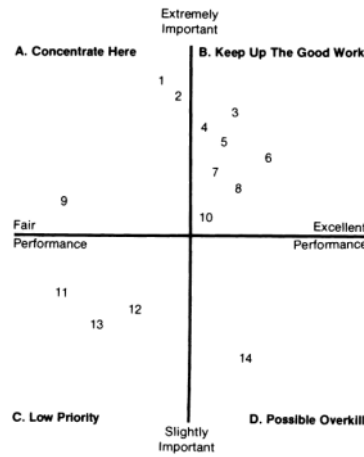 Extremely
Important
A. Concentrate Here
B. Keep Up The Good Work
1
2
3
4
5
6
7
8
9
10
Fair
Performance
Excellent
Performance
11
12
13
14
C. Low Priority
D. Possible Overkill
Slightly
Important